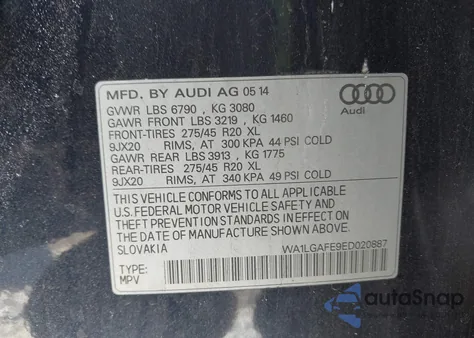 MFD. BY AUDI AG 05 14
GVWR LBS 6790 , KG 3080
GAWR FRONT LBS 3219 , KG 1460
FRONT-TIRES 275/45 R20 XL
9JX20 RIMS, AT 300 KPA 44 PSI COLD
GAWR REAR LBS 3913 , KG 1775
REAR-TIRES 275/45 R20 XL
9JX20 RIMS, AT 340 KPA 49 PSI COLD
Audi
THIS VEHICLE CONFORMS TO ALL APPLICABLE
U.S. FEDERAL MOTOR VEHICLE SAFETY AND
THEFT PREVENTION STANDARDS IN EFFECT ON
THE DATE OF MANUFACTURE SHOWN ABOVE.
SLOVAKIA WA1LGAFE9ED020887
TYPE:
MPV
autoSnap